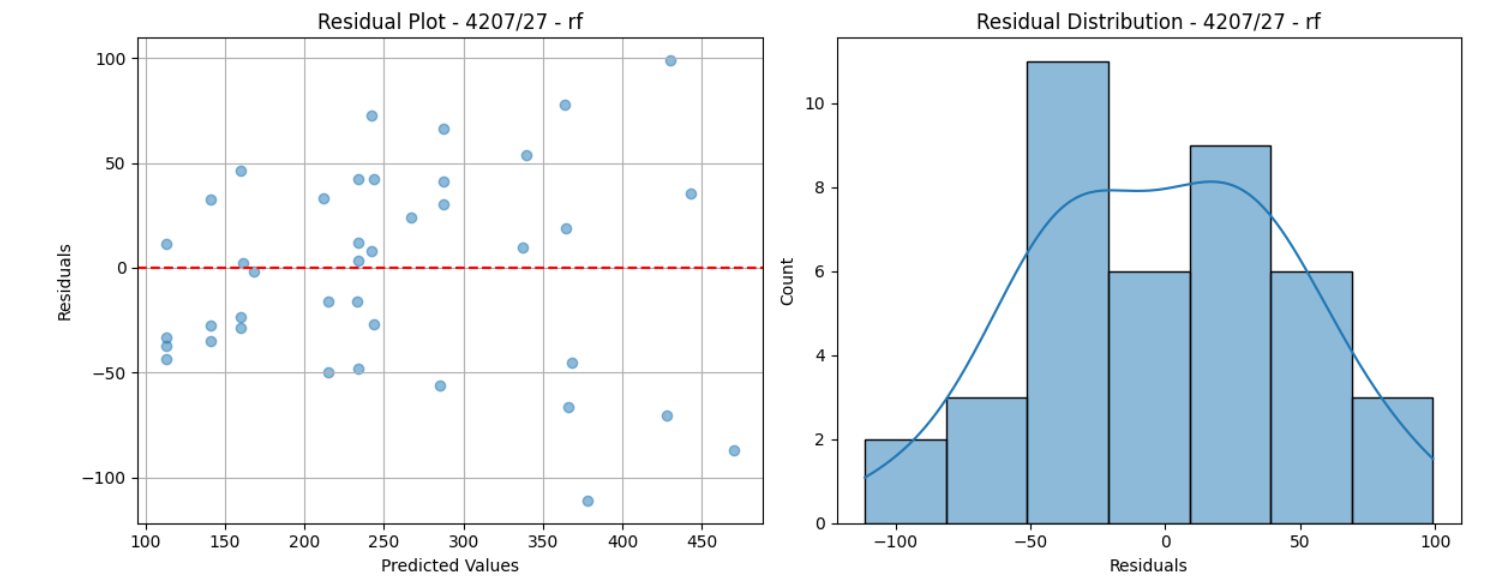 Residual Plot - 4207/27 - rf
100
50
0
−50
−100
Residuals
100 150 200 250 300 350 400 450
Predicted Values
Residual Distribution - 4207/27 - rf
10
8
6
4
2
0
Count
−100 −50 0 50 100
Residuals